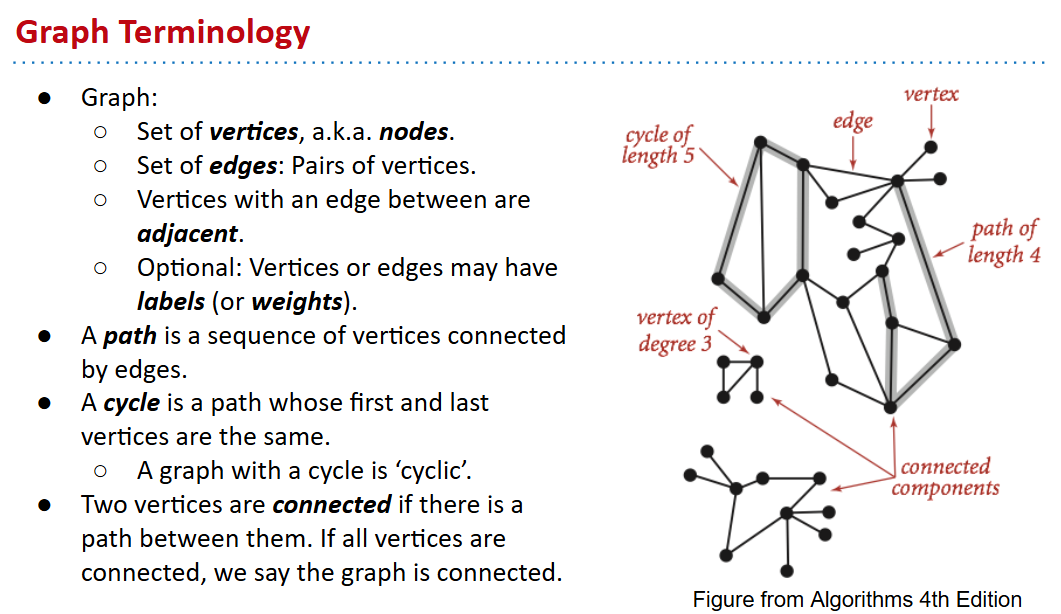 Graph Terminology
● Graph:
○ Set of vertices, a.k.a. nodes.
○ Set of edges: Pairs of vertices.
○ Vertices with an edge between are
adjacent.
○ Optional: Vertices or edges may have
labels (or weights).
● A path is a sequence of vertices connected
by edges.
● A cycle is a path whose first and last
vertices are the same.
○ A graph with a cycle is ‘cyclic’.
● Two vertices are connected if there is a
path between them. If all vertices are
connected, we say the graph is connected.
vertex
edge
cycle of
length 5
path of
length 4
vertex of
degree 3
connected
components
Figure from Algorithms 4th Edition